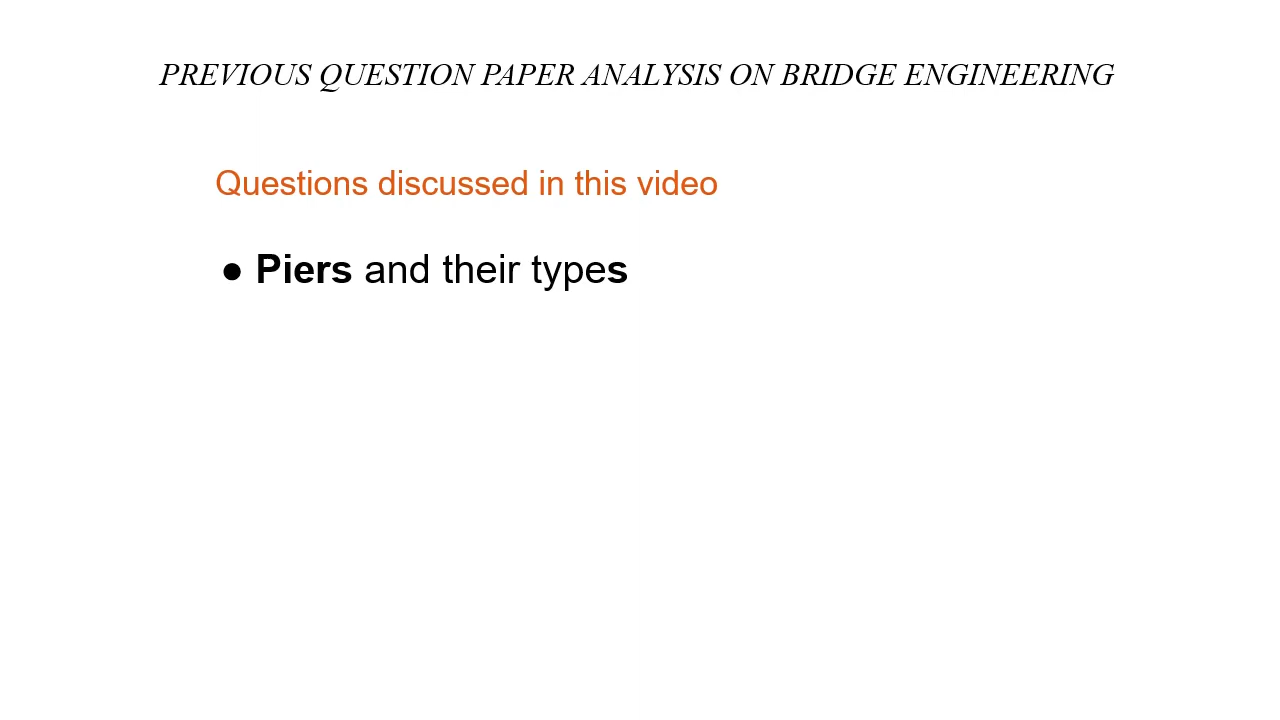 PREVIOUS QUESTION PAPER ANALYSIS ON BRIDGE ENGINEERING
Questions discussed in this video
● Piers and their types